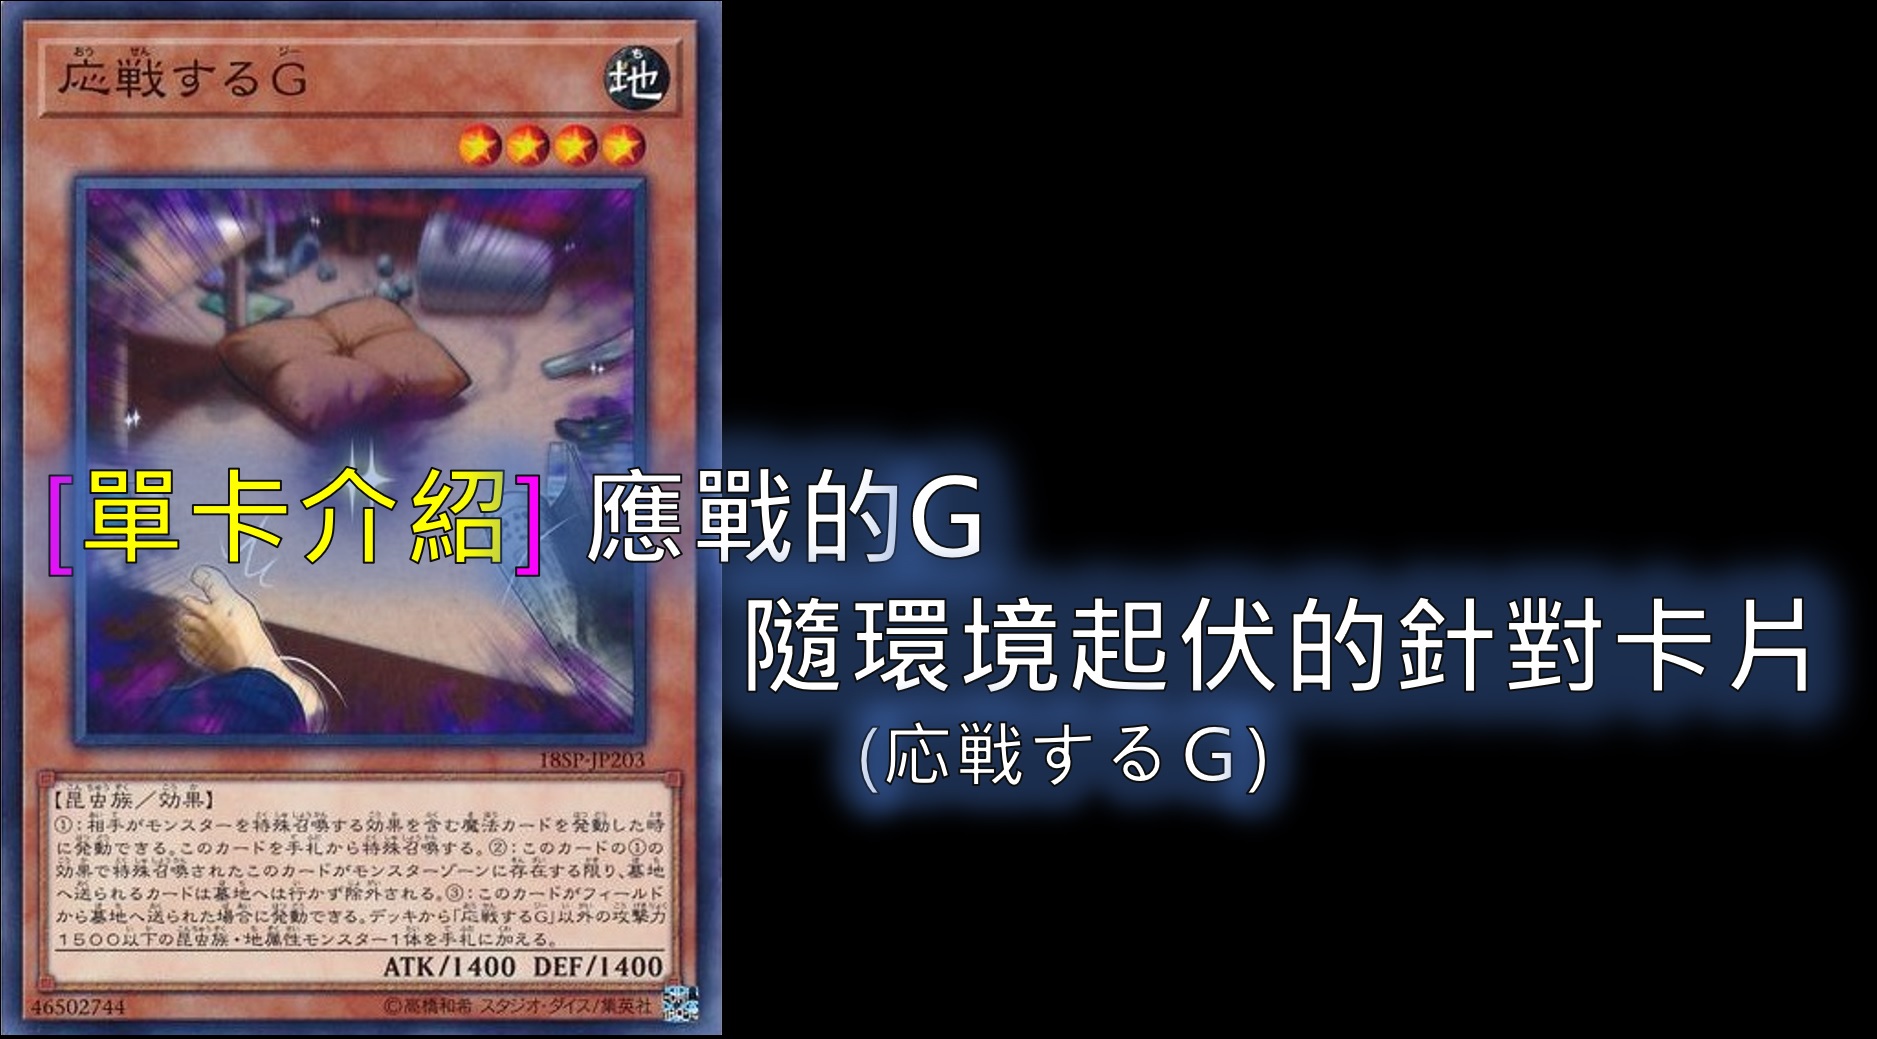 応戦するG
地
[單卡介紹] 應戰的G
隨環境起伏的針對卡片
(応戦するG)
18SP-JP203
【昆虫族／効果】
①：相手がモンスターを特殊召喚する効果を含む魔法カードを発動した時
に発動できる。このカードを手札から特殊召喚する。②：このカードの①の
効果で特殊召喚されたこのカードがモンスターゾーンに存在する限り、墓地
へ送られるカードは墓地へは行かず除外される。③：このカードがフィールド
から墓地へ送られた場合に発動できる。デッキから「応戦するG」以外の攻撃力
１５００以下の昆虫族・地属性モンスター１体を手札に加える。
ATK/1400 DEF/1400
46502744
©高橋和希 スタジオ・ダイス/集英社